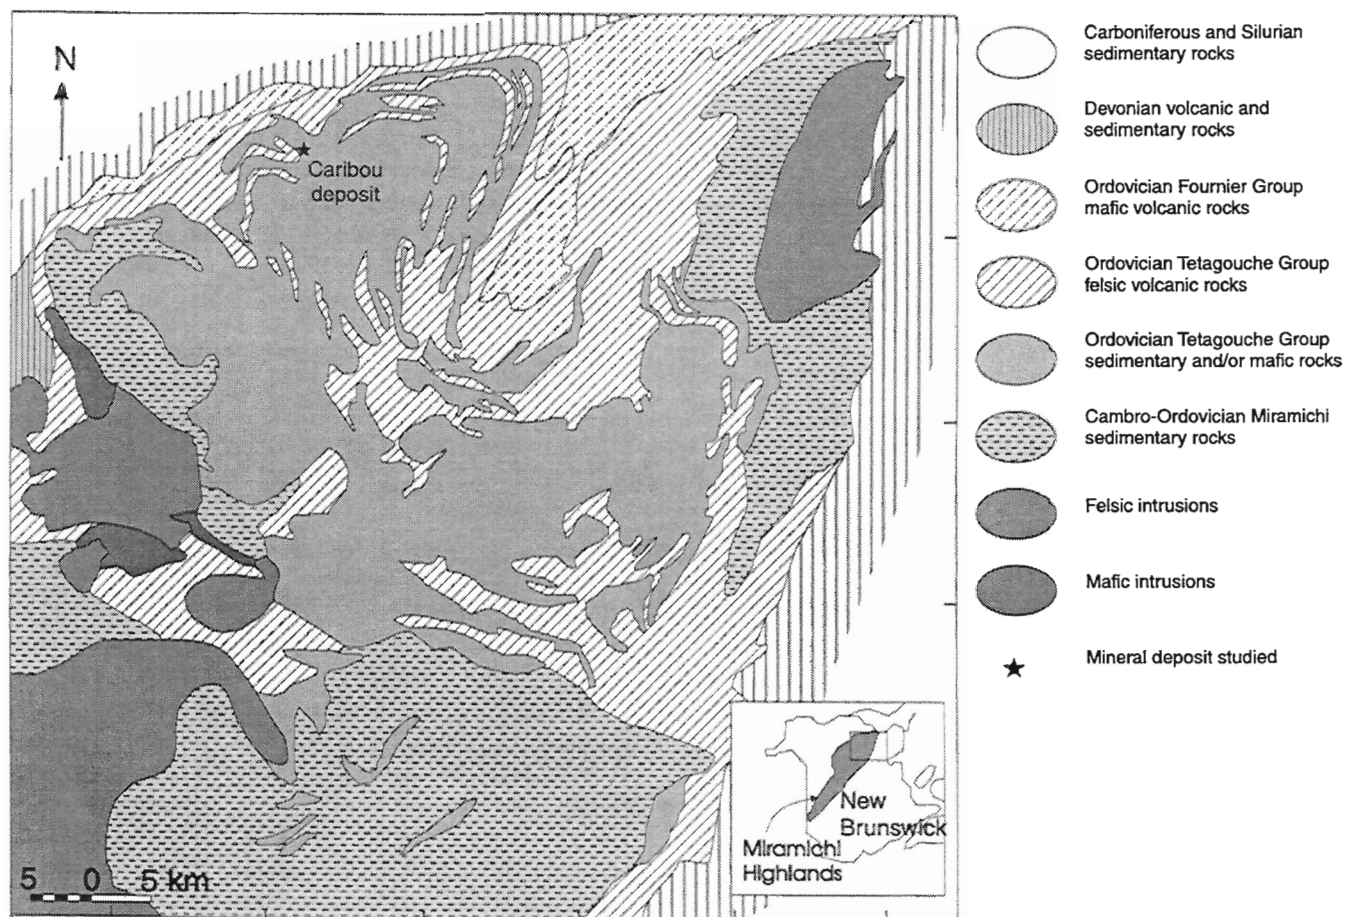 N
Caribou
deposit
5 0 5 km
New
Brunswick
Miramichi
Highlands
Carboniferous and Silurian
sedimentary rocks
Devonian volcanic and
sedimentary rocks
Ordovician Fournier Group
mafic volcanic rocks
Ordovician Tetagouche Group
felsic volcanic rocks
Ordovician Tetagouche Group
sedimentary and/or mafic rocks
Cambro-Ordovician Miramichi
sedimentary rocks
Felsic intrusions
Mafic intrusions
Mineral deposit studied